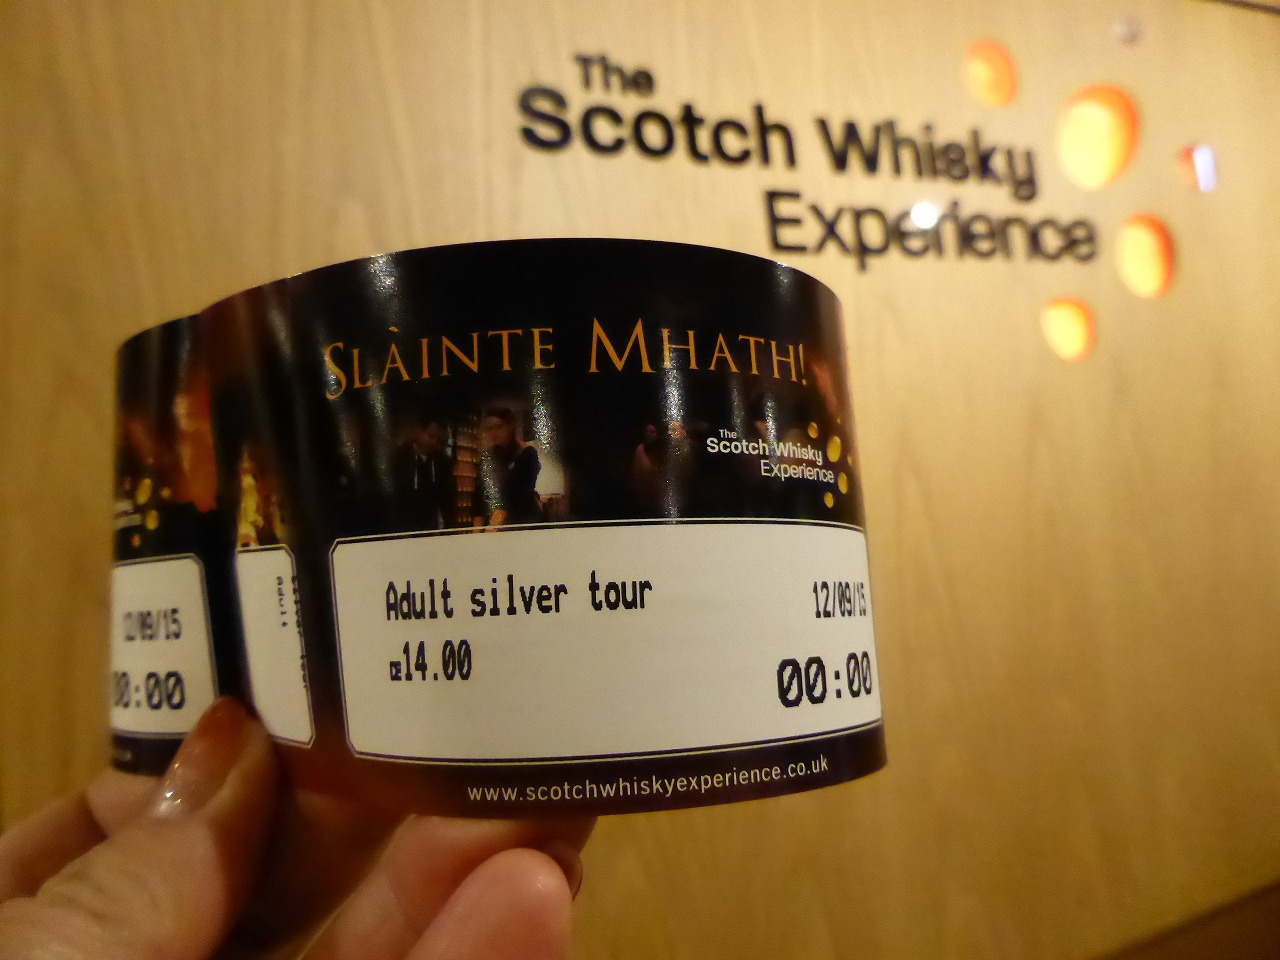 The
Scotch Whisky
Experience
SLÀINTE MHATH!
The
Scotch Whisky
Experience
Adult silver tour
12/09/15
14.00
00:00
www.scotchwhiskyexperience.co.uk
12/09/15
00:00